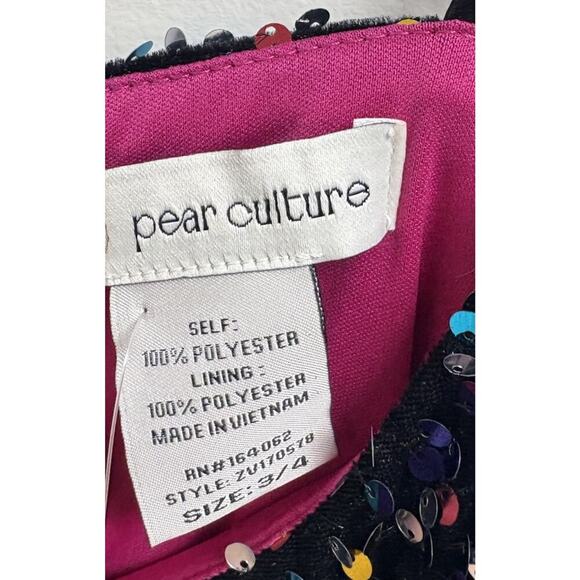 pear culture
SELF:
100% POLYESTER
LINING:
100% POLYESTER
MADE IN VIETNAM
RN#164062
STYLE: ZV170578
SIZE: 3/4